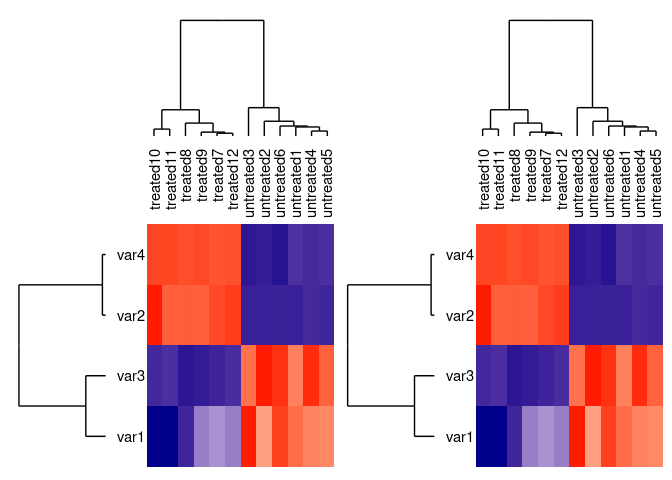 treated10
treated11
treated8
treated9
treated7
treated12
untreated3
untreated2
untreated6
untreated1
untreated4
untreated5
var4
var2
var3
var1
treated10
treated11
treated8
treated9
treated7
treated12
untreated3
untreated2
untreated6
untreated1
untreated4
untreated5
var4
var2
var3
var1